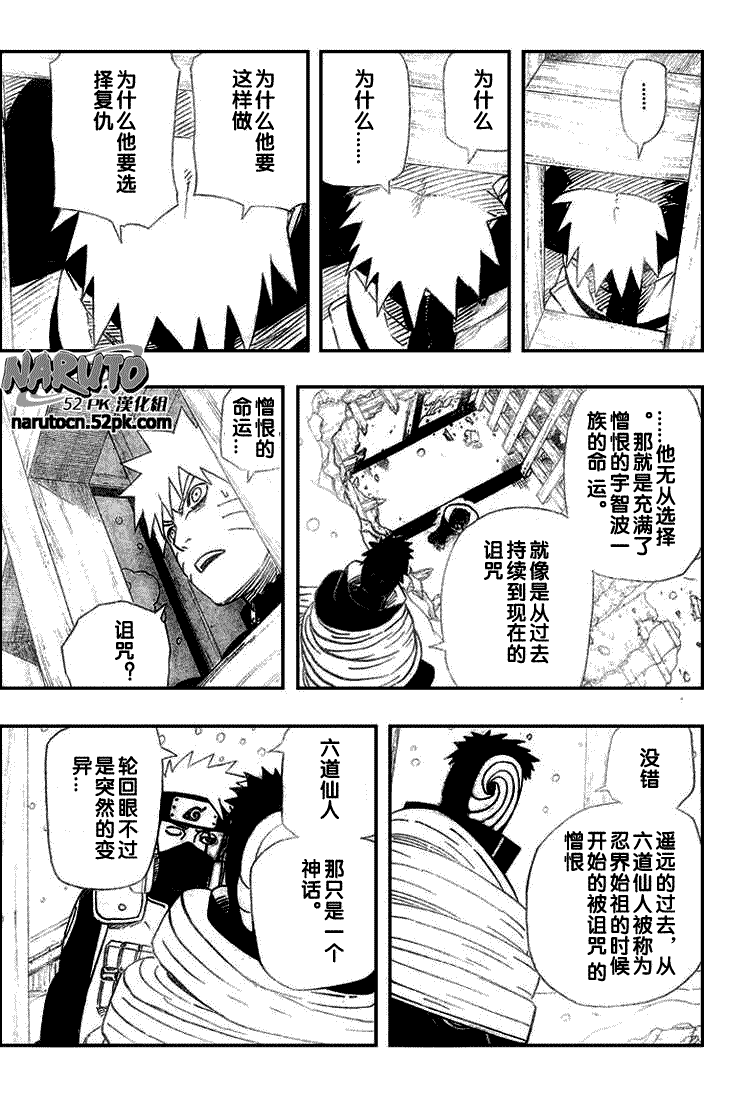 ……
为什么
为什么……
为什么他要
这样做
为什么他要选
择复仇
……他无从选择
。那就是充满了
憎恨的宇智波一
族的命运。
就像是从过去
持续到现在的
诅咒
憎恨的
命运…
诅咒？
NARUTO
52PK汉化组
narutocn.52pk.com
没错
遥远的过去，从
六道仙人被称为
忍界始祖的时候
开始的被诅咒的
憎恨
六道仙人
那只是一个
神话。
轮回眼不过
是突然的变
异…